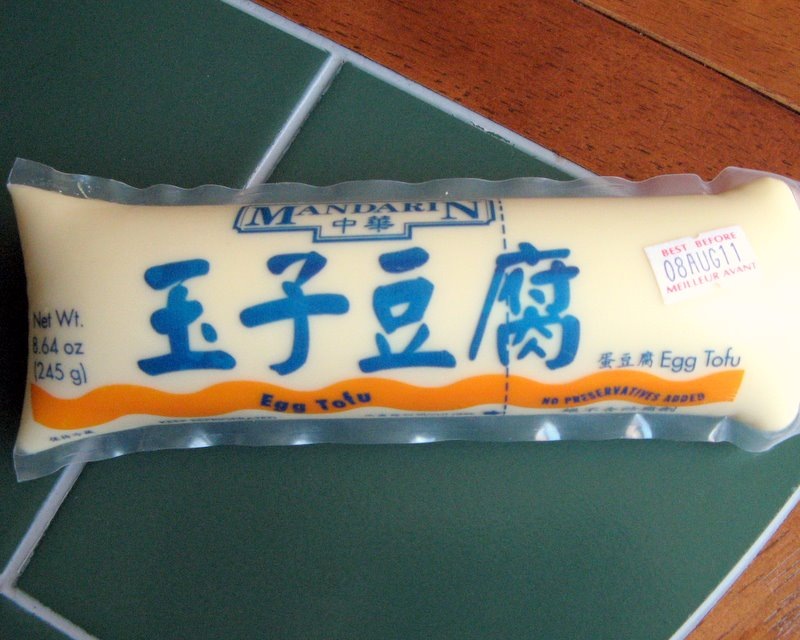 MANDARIN
中華
玉子豆腐
BEST BEFORE
08AUG11
MEILLEUR AVANT
Net Wt.
8.64 oz
(245 g)
蛋豆腐 Egg Tofu
Egg Tofu
NO PRESERVATIVES ADDED